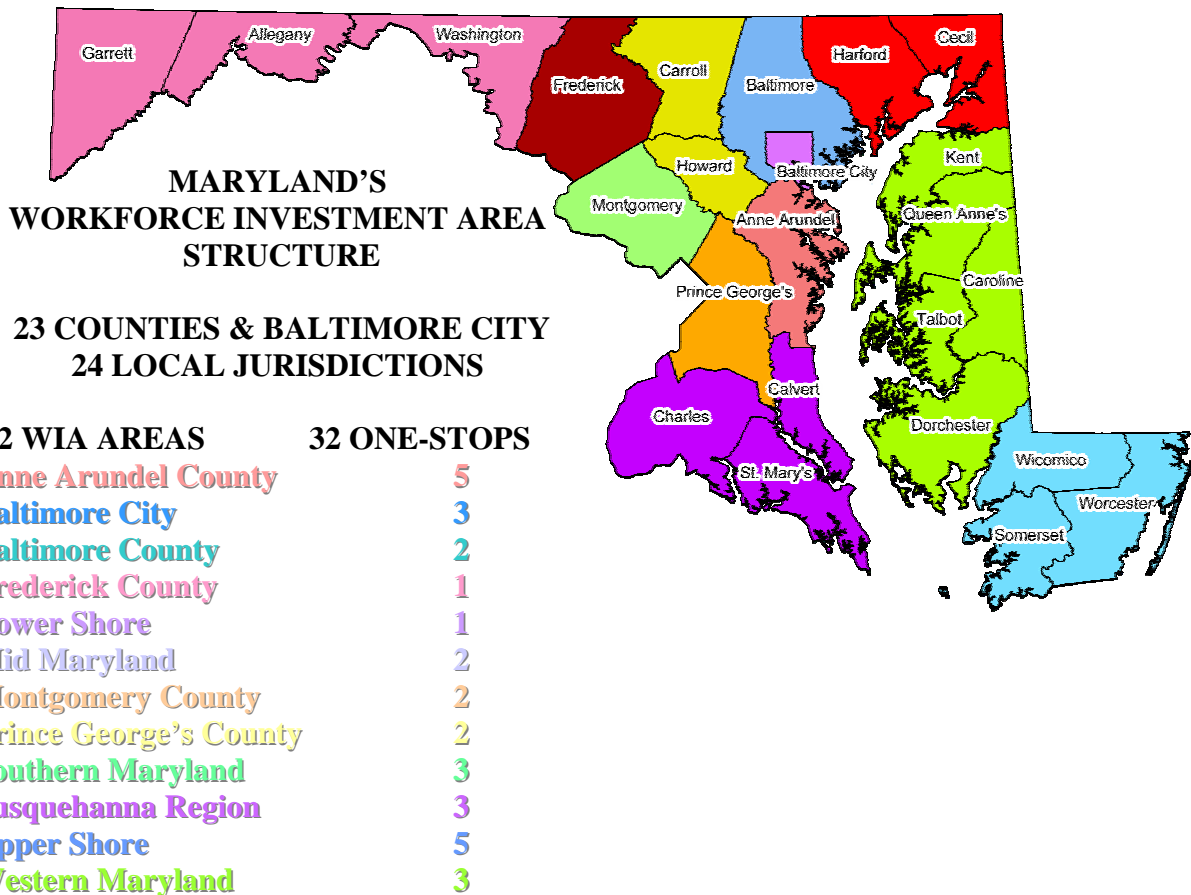 Garrett
Allegany
Washington
Frederick
Carroll
Baltimore
Harford
Cecil
Howard
Baltimore City
Kent
Montgomery
Anne Arundel
Queen Anne's
Prince George's
Caroline
Talbot
Calvert
Charles
Dorchester
St. Mary's
Wicomico
Worcester
Somerset
MARYLAND'S
WORKFORCE INVESTMENT AREA
STRUCTURE
23 COUNTIES & BALTIMORE CITY
24 LOCAL JURISDICTIONS
2 WIA AREAS 32 ONE-STOPS
nne Arundel County 5
altimore City 3
altimore County 2
rederick County 1
ower Shore 1
id Maryland 2
ontgomery County 2
rince George's County 2
outhern Maryland 3
usquehanna Region 3
pper Shore 5
estern Maryland 3